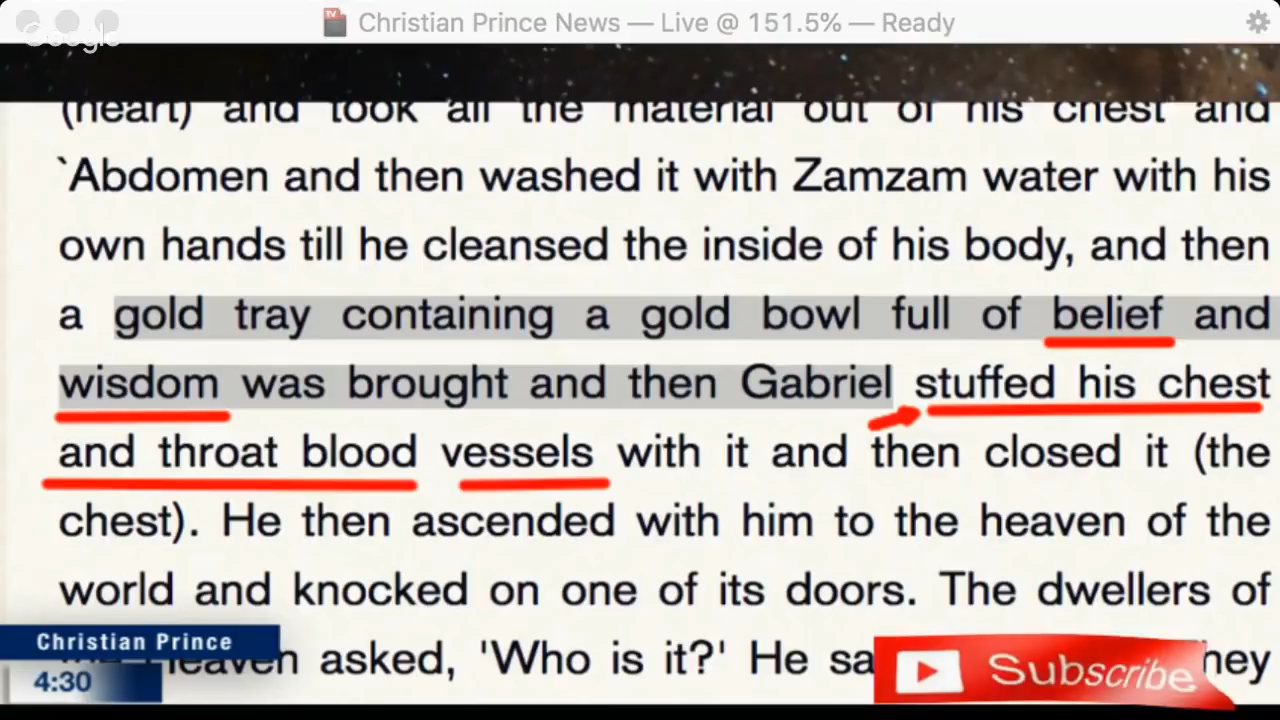 Christian Prince News — Live @ 151.5% — Ready
Google
(heart) and took all the material out of his chest and
`Abdomen and then washed it with Zamzam water with his
own hands till he cleansed the inside of his body, and then
a gold tray containing a gold bowl full of belief and
wisdom was brought and then Gabriel stuffed his chest
and throat blood vessels with it and then closed it (the
chest). He then ascended with him to the heaven of the
world and knocked on one of its doors. The dwellers of
Heaven asked, 'Who is it?' He
Christian Prince
4:30
Subscribe